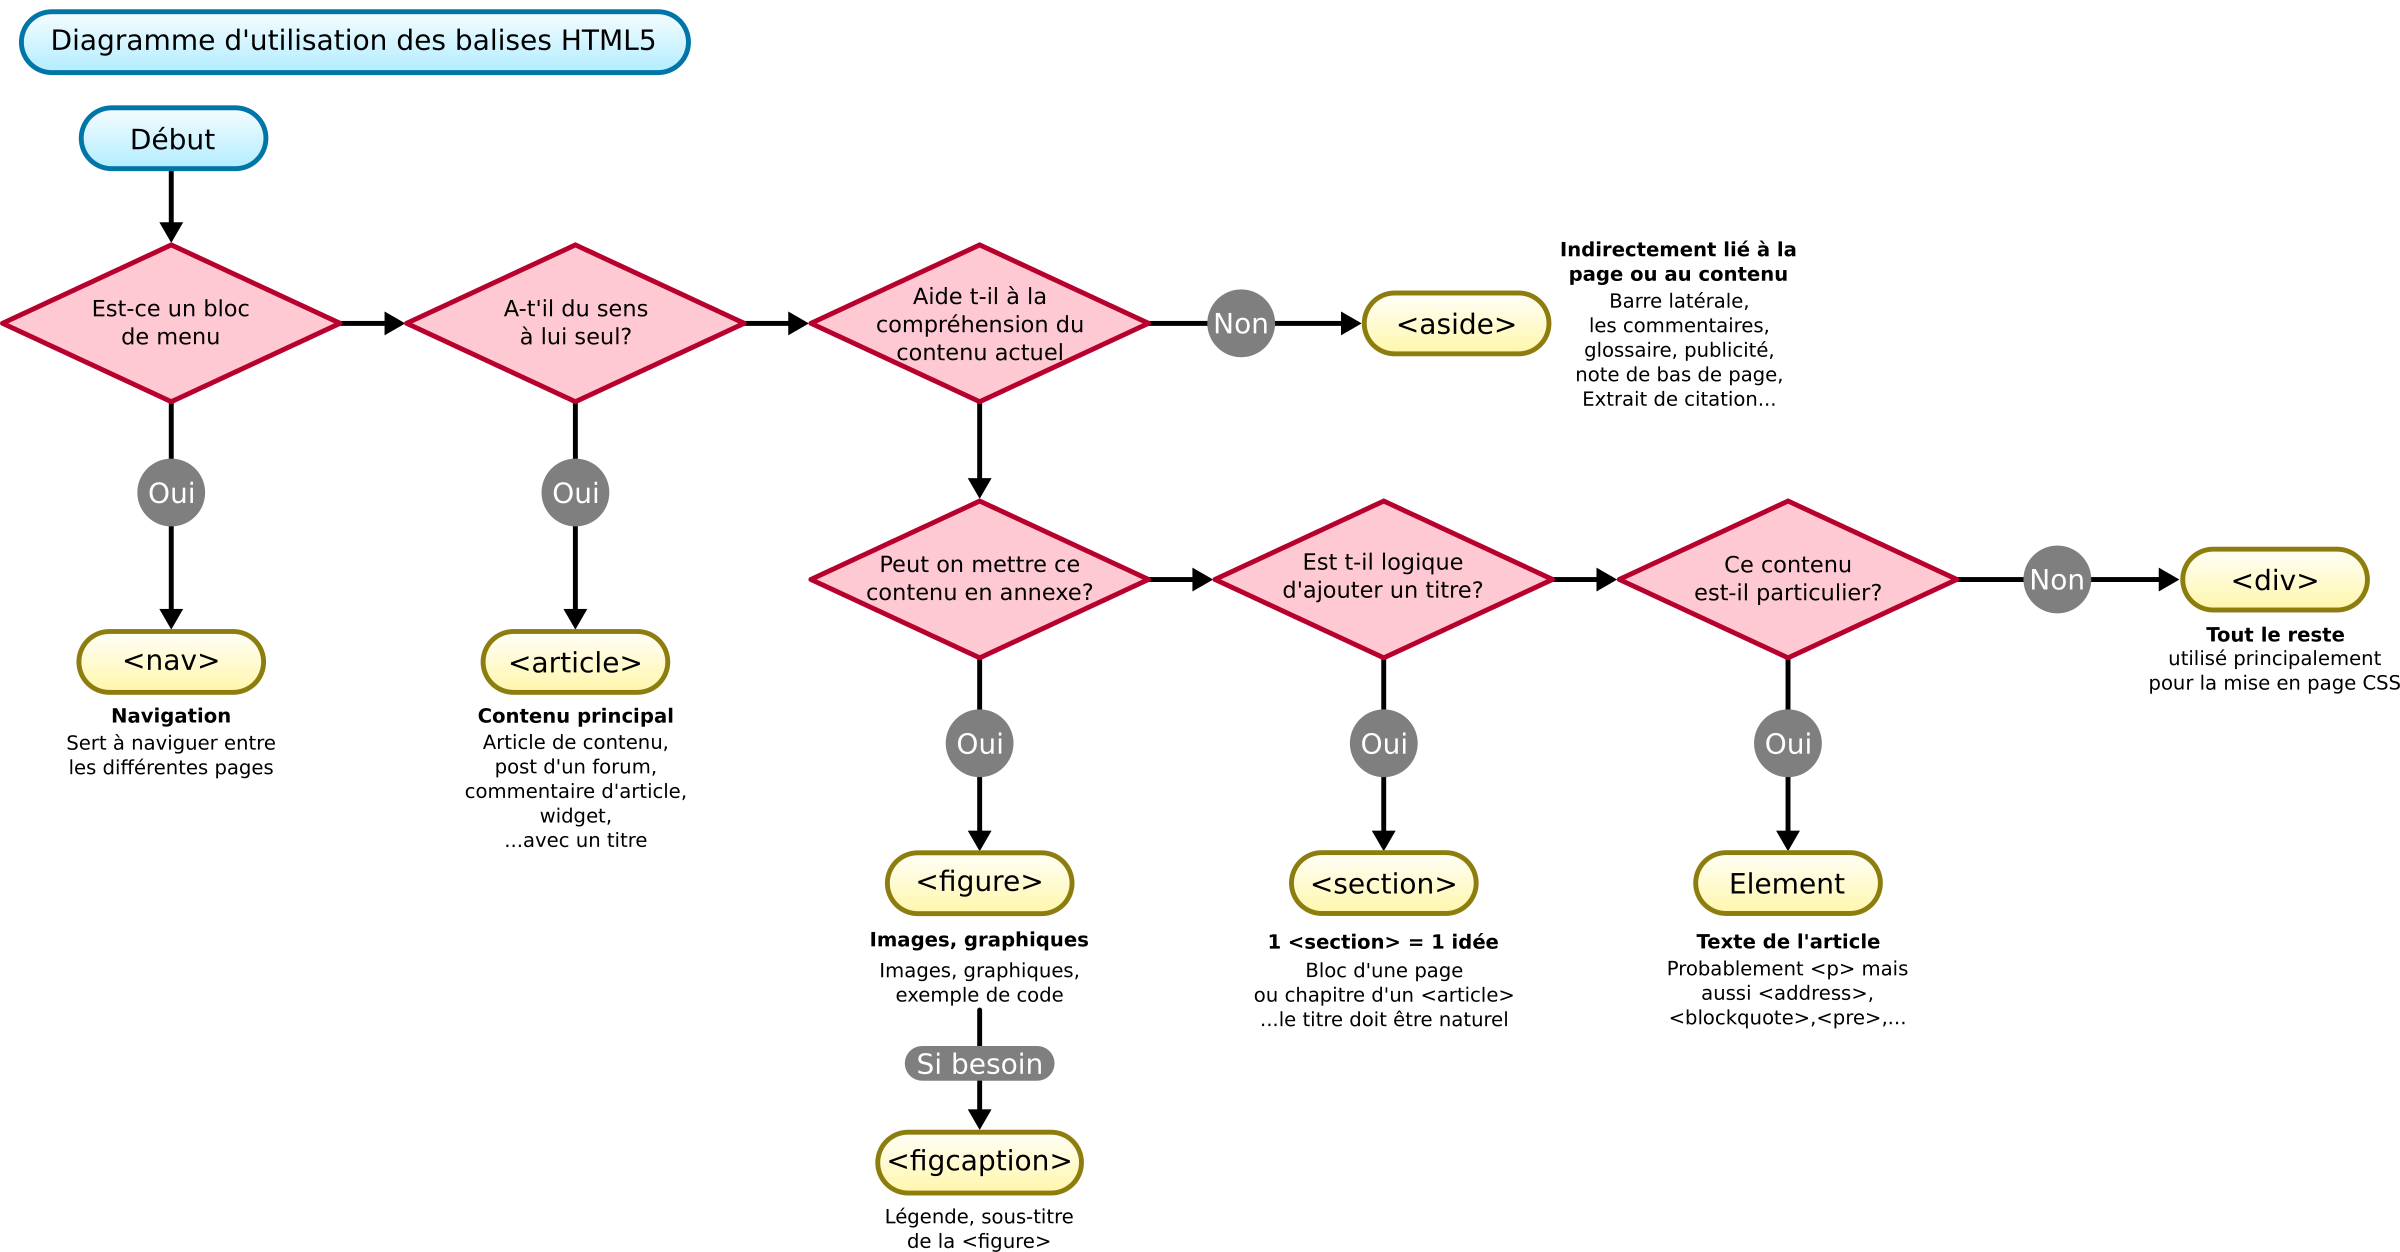 Diagramme d'utilisation des balises HTML5
Début
Est-ce un bloc
de menu
A-t'il du sens
à lui seul?
Aide t-il à la
compréhension du
contenu actuel
Non
<aside>
Indirectement lié à la
page ou au contenu
Barre latérale,
les commentaires,
glossaire, publicité,
note de bas de page,
Extrait de citation...
Oui
Oui
Peut on mettre ce
contenu en annexe?
Est t-il logique
d'ajouter un titre?
Ce contenu
est-il particulier?
Non
<div>
Tout le reste
utilisé principalement
pour la mise en page CSS
<nav>
Navigation
Sert à naviguer entre
les différentes pages
<article>
Contenu principal
Article de contenu,
post d'un forum,
commentaire d'article,
widget,
...avec un titre
Oui
Oui
Oui
<figure>
Images, graphiques
Images, graphiques,
exemple de code
<section>
1 <section> = 1 idée
Bloc d'une page
ou chapitre d'un <article>
...le titre doit être naturel
Element
Texte de l'article
Probablement <p> mais
aussi <address>,
<blockquote>,<pre>,...
Si besoin
<figcaption>
Légende, sous-titre
de la <figure>